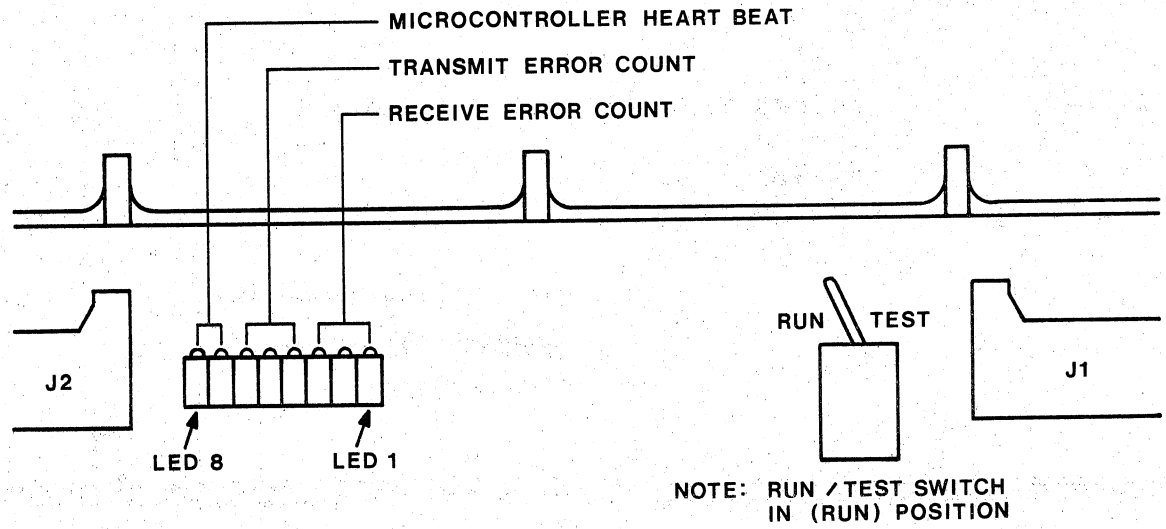 MICROCONTROLLER HEART BEAT
TRANSMIT ERROR COUNT
RECEIVE ERROR COUNT
RUN
TEST
J2
J1
LED 8
LED 1
NOTE: RUN / TEST SWITCH
IN (RUN) POSITION